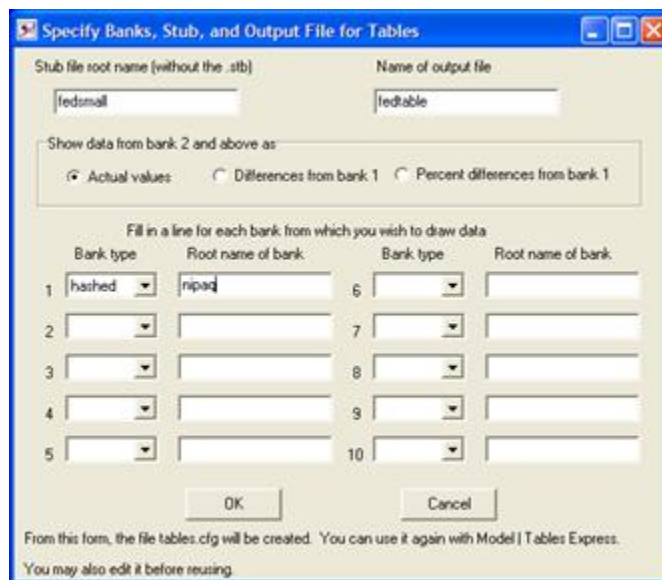 Specify Banks, Stub, and Output File for Tables
Stub file root name (without the .stb) Name of output file
fedsmall fedtable
Show data from bank 2 and above as
Actual values Differences from bank 1 Percent differences from bank 1
Fill in a line for each bank from which you wish to draw data
Bank type Root name of bank Bank type Root name of bank
1 hashed nipaq 6
2 7
3 8
4 9
5 10
OK Cancel
From this form, the file tables.cfg will be created. You can use it again with Model | Tables Express.
You may also edit it before reusing.